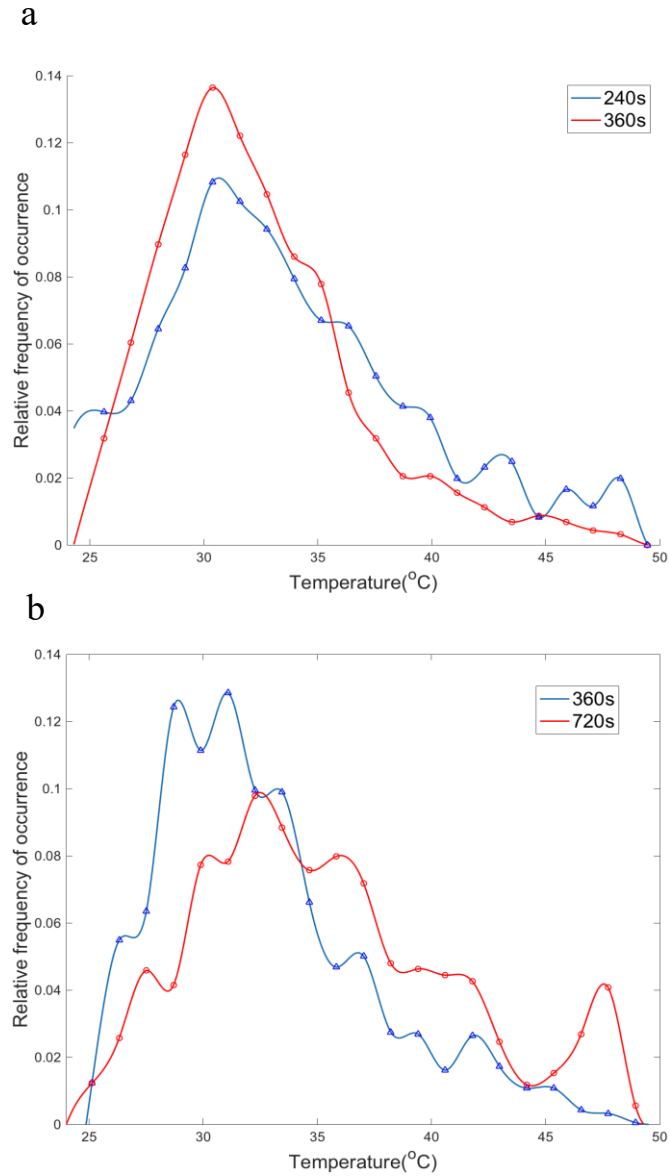 a
0.14
0.12
0.1
0.08
0.06
0.04
0.02
0
Relative frequency of occurrence
240s
360s
25 30 35 40 45 50
Temperature(°C)
b
0.14
0.12
0.1
0.08
0.06
0.04
0.02
0
Relative frequency of occurrence
360s
720s
25 30 35 40 45 50
Temperature(°C)